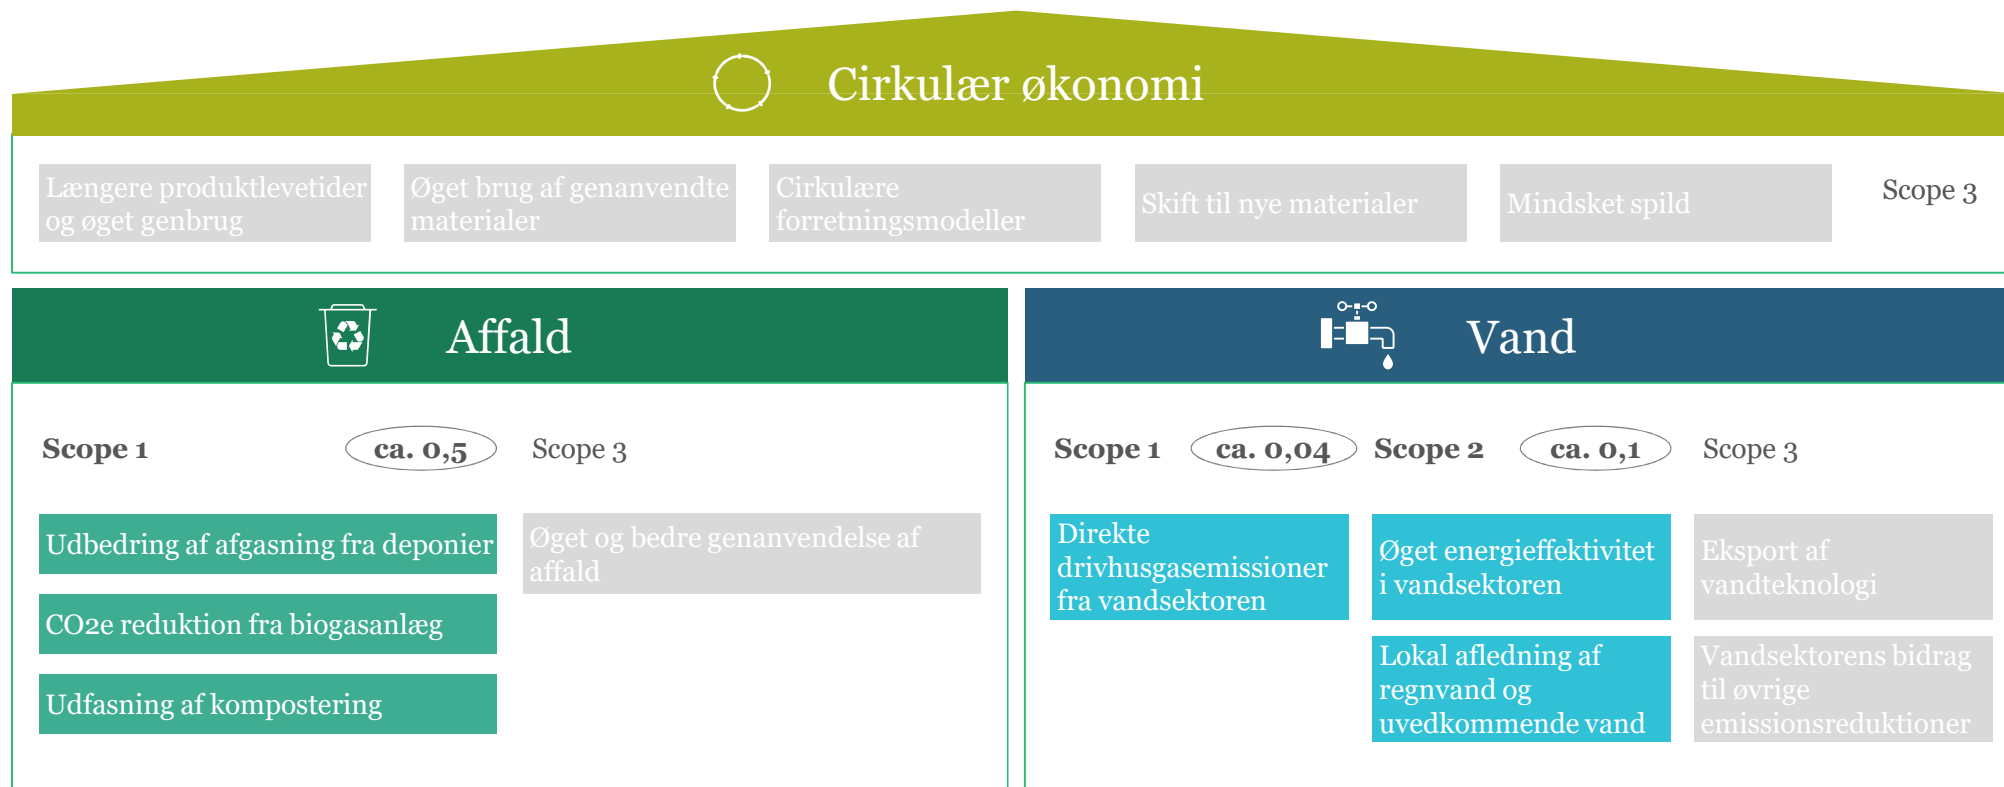 Cirkulær økonomi
Længere produktlevetider
og øget genbrug
Øget brug af genanvendte
materialer
Cirkulære
forretningsmodeller
Skift til nye materialer
Mindsket spild
Scope 3
Affald
Scope 1
ca. 0,5
Scope 3
Udbedring af afgasning fra deponier
CO2e reduktion fra biogasanlæg
Udfasning af kompostering
Øget og bedre genanvendelse af
affald
Vand
Scope 1
ca. 0,04
Scope 2
ca. 0,1
Scope 3
Direkte
drivhusgasemissioner
fra vandsektoren
Øget energieffektivitet
i vandsektoren
Lokal afledning af
regnvand og
uvedkommende vand
Eksport af
vandteknologi
Vandsektorens bidrag
til øvrige
emissionsreduktioner